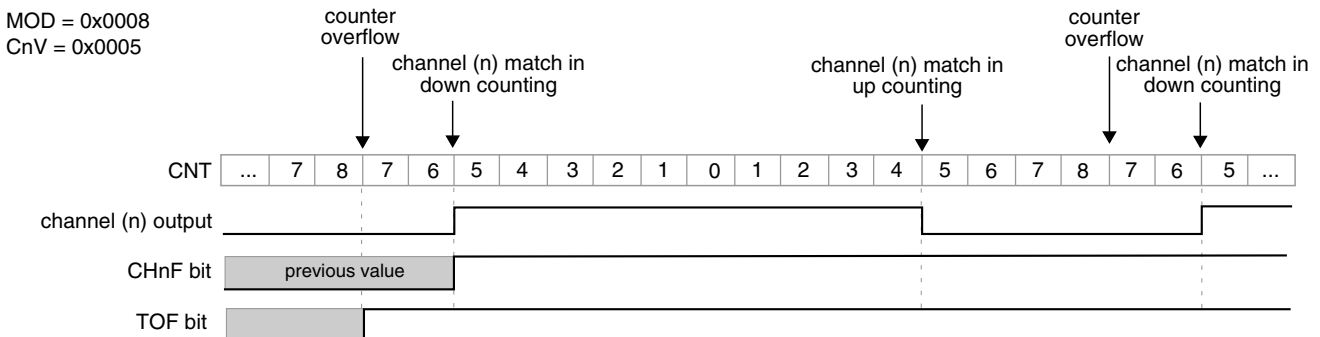 MOD = 0x0008
CnV = 0x0005
counter
overflow
channel (n) match in
down counting
channel (n) match in
up counting
counter
overflow
channel (n) match in
down counting
CNT ... 7 8 7 6 5 4 3 2 1 0 1 2 3 4 5 6 7 8 7 6 5 ...
channel (n) output
CHnF bit previous value
TOF bit